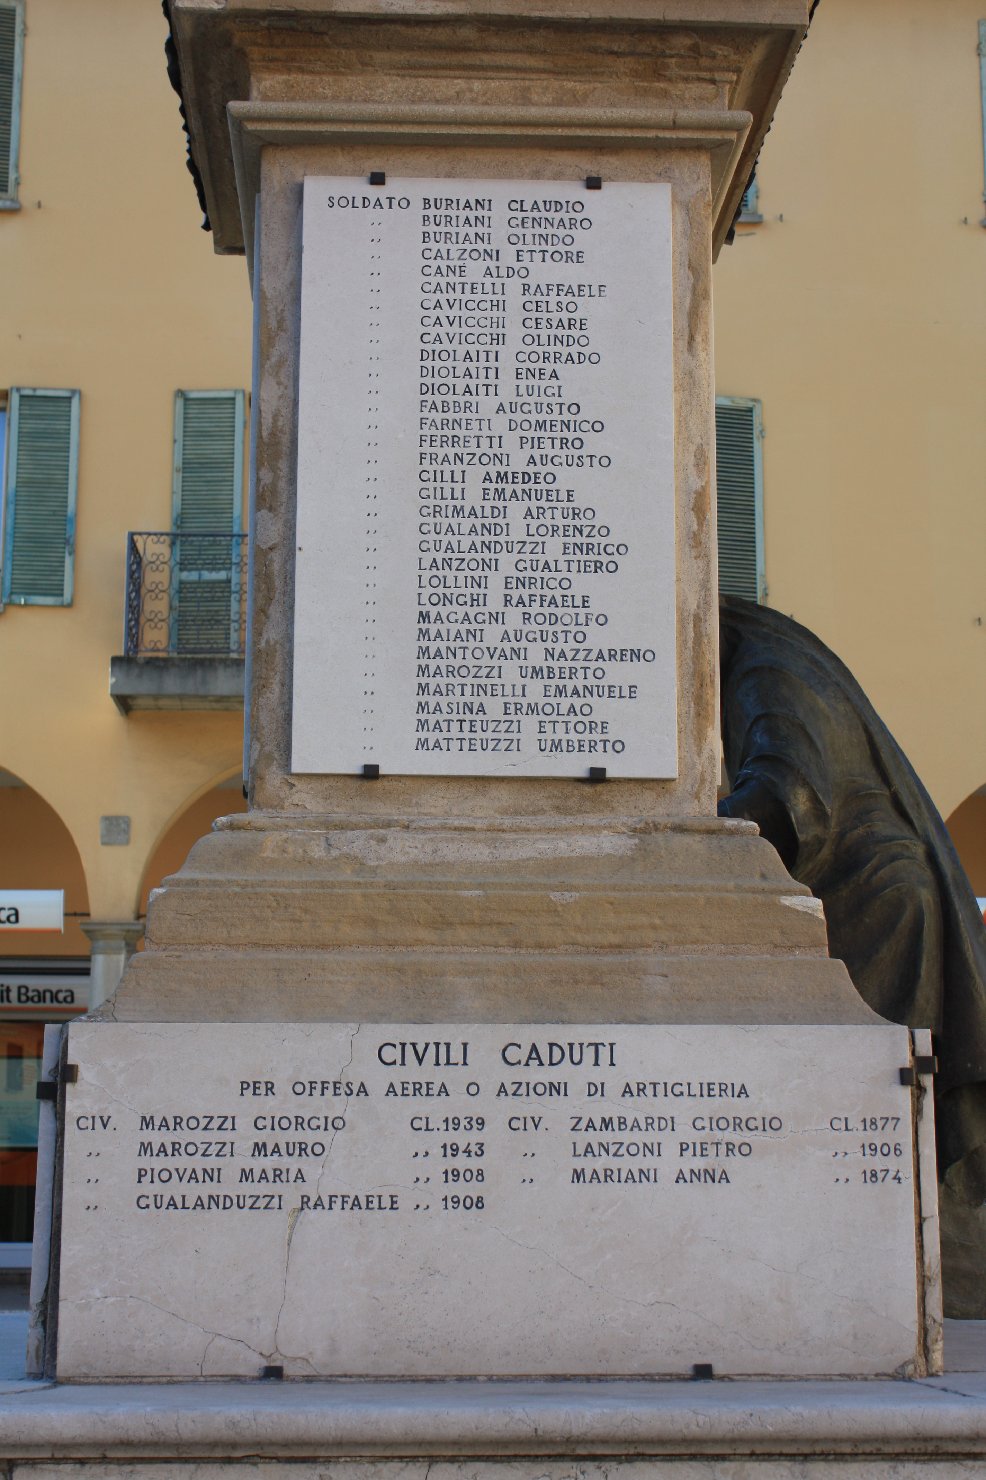 SOLDATO BURIANI CLAUDIO
,, BURIANI GENNARO
,, BURIANI OLINDO
,, CALZONI ETTORE
,, CANÉ ALDO
,, CANTELLI RAFFAELE
,, CAVICCHI CELSO
,, CAVICCHI CESARE
,, CAVICCHI OLINDO
,, DIOLAITI CORRADO
,, DIOLAITI ENEA
,, DIOLAITI LUIGI
,, FABBRI AUGUSTO
,, FARNETI DOMENICO
,, FERRETTI PIETRO
,, FRANZONI AUGUSTO
,, GILLI AMEDEO
,, GILLI EMANUELE
,, GRIMALDI ARTURO
,, GUALANDI LORENZO
,, GUALANDUZZI ENRICO
,, LANZONI GUALTIERO
,, LOLLINI ENRICO
,, LONGHI RAFFAELE
,, MAGAGNI RODOLFO
,, MAIANI AUGUSTO
,, MANTOVANI NAZZARENO
,, MAROZZI UMBERTO
,, MARTINELLI EMANUELE
,, MASINA ERMOLAO
,, MATTEUZZI ETTORE
,, MATTEUZZI UMBERTO
ca
it Banca
CIVILI CADUTI
PER OFFESA AEREA O AZIONI DI ARTIGLIERIA
CIV. MAROZZI GIORGIO CL.1939 CIV. ZAMBARDI GIORGIO CL.1877
,, MAROZZI MAURO ,, 1943 ,, LANZONI PIETRO ,, 1906
,, PIOVANI MARIA ,, 1908 ,, MARIANI ANNA ,, 1874
,, GUALANDUZZI RAFFAELE ,, 1908